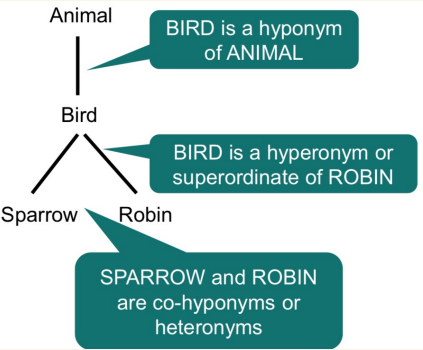 Animal
BIRD is a hyponym
of ANIMAL
Bird
BIRD is a hyperonym or
superordinate of ROBIN
Sparrow
Robin
SPARROW and ROBIN
are co-hyponyms or
heteronyms